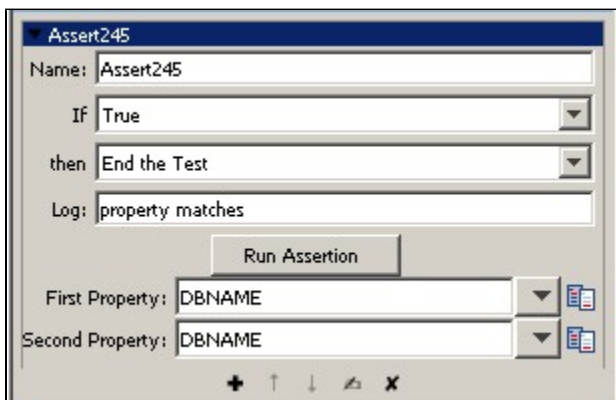 Assert245
Name: Assert245
If True
then End the Test
Log: property matches
Run Assertion
First Property: DBNAME
Second Property: DBNAME